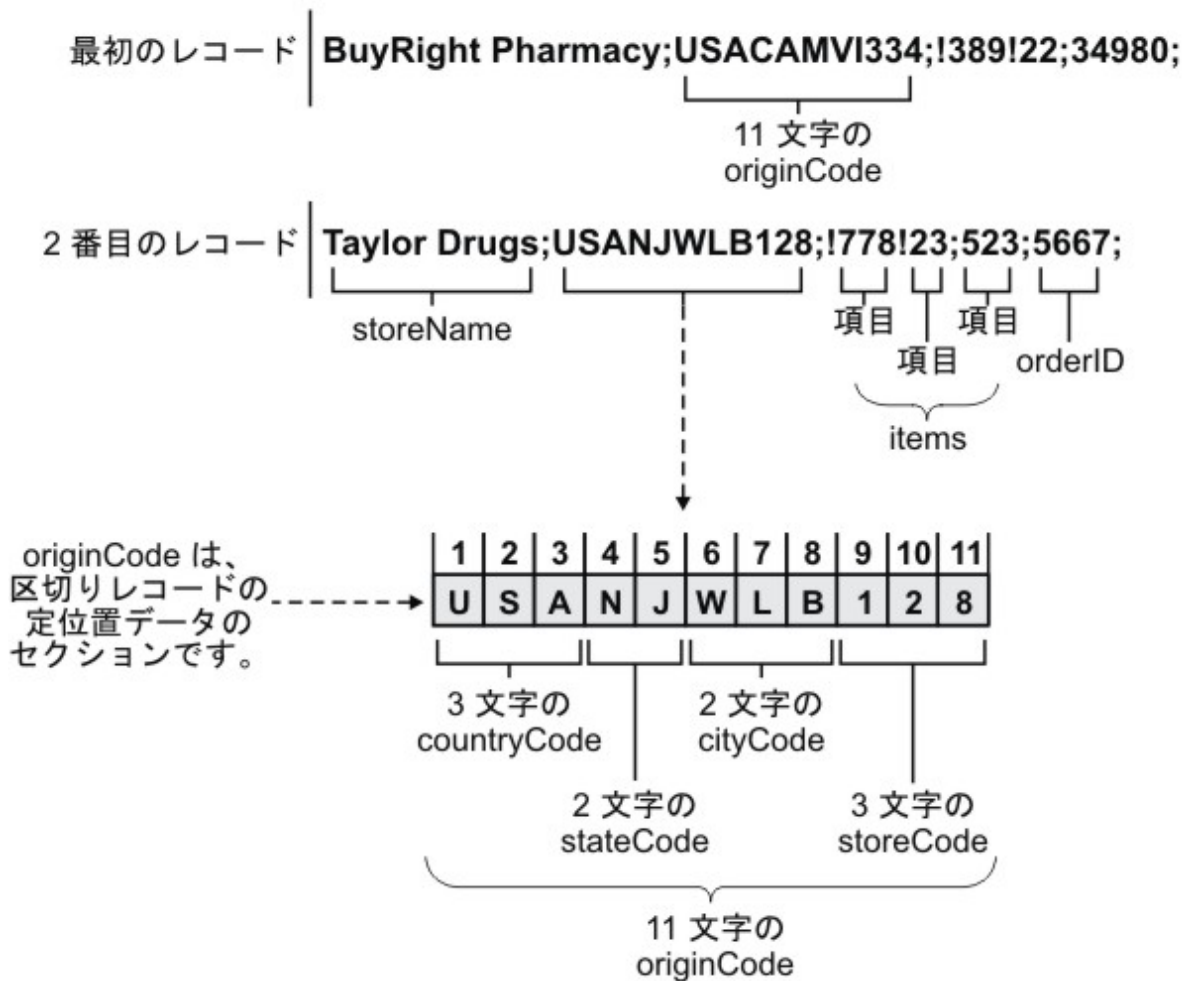 最初のレコード BuyRight Pharmacy;USACAMVI334;!389!22;34980;
11 文字の
originCode
2 番目のレコード Taylor Drugs;USANJWLB128;!778!23;523;5667;
storeName
項目 項目
項目 orderID
items
1 2 3 4 5 6 7 8 9 10 11
U S A N J W L B 1 2 8
originCode は、
区切りレコードの
定位置データの
セクションです。
3 文字の
countryCode
2 文字の
cityCode
2 文字の
stateCode
3 文字の
storeCode
11 文字の
originCode